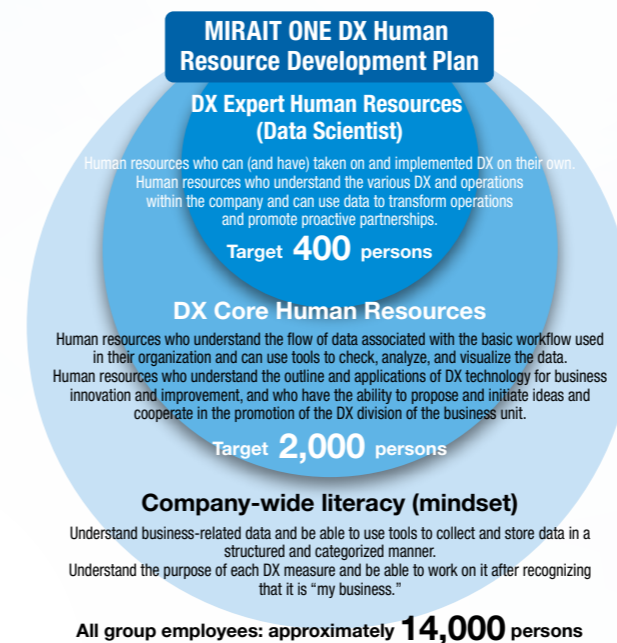 MIRAIT ONE DX Human
Resource Development Plan
DX Expert Human Resources
(Data Scientist)
Human resources who can (and have) taken on and implemented DX on their own.
Human resources who understand the various DX and operations
within the company and can use data to transform operations
and promote proactive partnerships.
Target 400 persons
DX Core Human Resources
Human resources who understand the flow of data associated with the basic workflow used
in their organization and can use tools to check, analyze, and visualize the data.
Human resources who understand the outline and applications of DX technology for business
innovation and improvement, and who have the ability to propose and initiate ideas and
cooperate in the promotion of the DX division of the business unit.
Target 2,000 persons
Company-wide literacy (mindset)
Understand business-related data and be able to use tools to collect and store data in a
structured and categorized manner.
Understand the purpose of each DX measure and be able to work on it after recognizing
that it is “my business.”
All group employees: approximately 14,000 persons